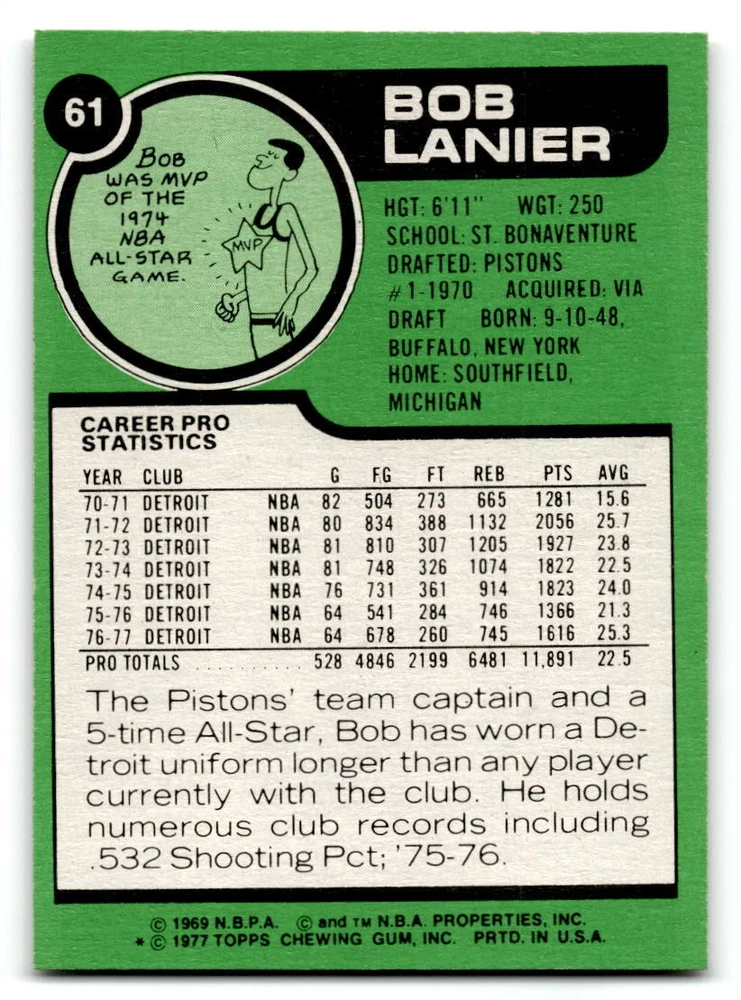 61
BOB
LANIER
BOB
WAS MVP
OF THE
1974
NBA
ALL-STAR
GAME.
MVP
HGT: 6'11" WGT: 250
SCHOOL: ST. BONAVENTURE
DRAFTED: PISTONS
#1-1970 ACQUIRED: VIA
DRAFT BORN: 9-10-48,
BUFFALO, NEW YORK
HOME: SOUTHFIELD,
MICHIGAN
CAREER PRO
STATISTICS
YEAR CLUB G FG FT REB PTS AVG
70-71 DETROIT NBA 82 504 273 665 1281 15.6
71-72 DETROIT NBA 80 834 388 1132 2056 25.7
72-73 DETROIT NBA 81 810 307 1205 1927 23.8
73-74 DETROIT NBA 81 748 326 1074 1822 22.5
74-75 DETROIT NBA 76 731 361 914 1823 24.0
75-76 DETROIT NBA 64 541 284 746 1366 21.3
76-77 DETROIT NBA 64 678 260 745 1616 25.3
PRO TOTALS . . . . . . . . . . 528 4846 2199 6481 11,891 22.5
The Pistons' team captain and a
5-time All-Star, Bob has worn a De-
troit uniform longer than any player
currently with the club. He holds
numerous club records including
.532 Shooting Pct; '75-76.
© 1969 N.B.P.A. © and TM N.B.A. PROPERTIES, INC.
* © 1977 TOPPS CHEWING GUM, INC. PRTD. IN U.S.A.